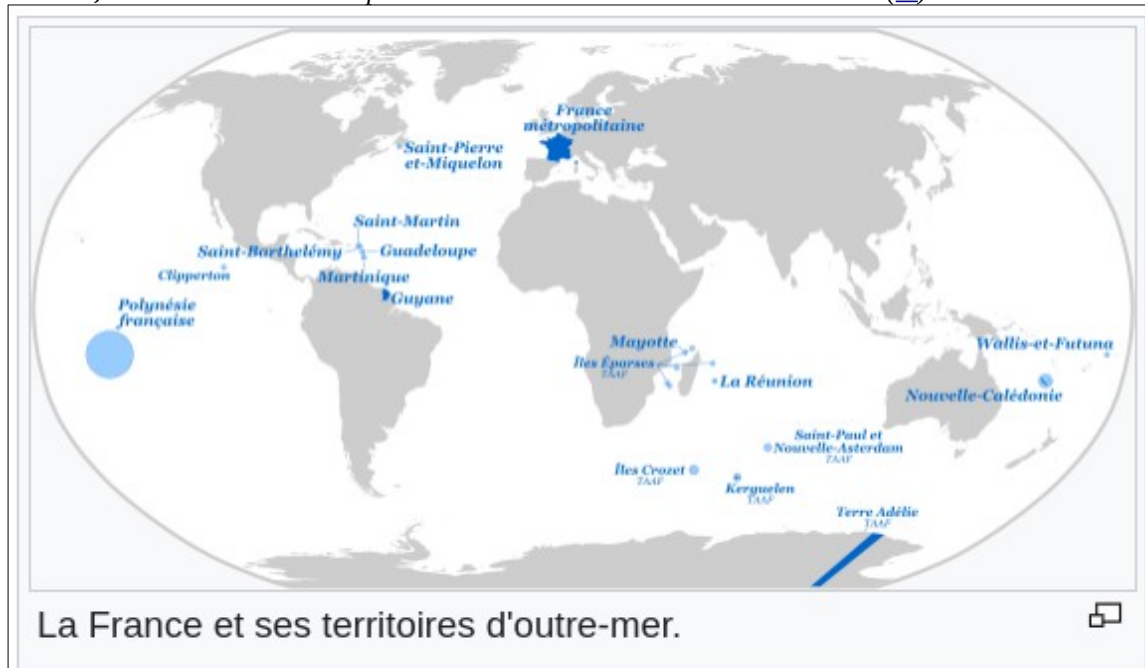 France
métropolitaine
Saint-Pierre
et-Miquelon
Saint-Martin
Saint-Barthelémy
Guadeloupe
Clipperton
Martinique
Guyane
Polynésie
française
Mayotte
Îles Éparses
TAAF
La Réunion
Wallis-et-Futuna
Nouvelle-Calédonie
Saint-Paul et
Nouvelle-Asterdam
TAAF
Îles Crozet
TAAF
Kerguelen
TAAF
Terre Adélie
TAAF
La France et ses territoires d'outre-mer.